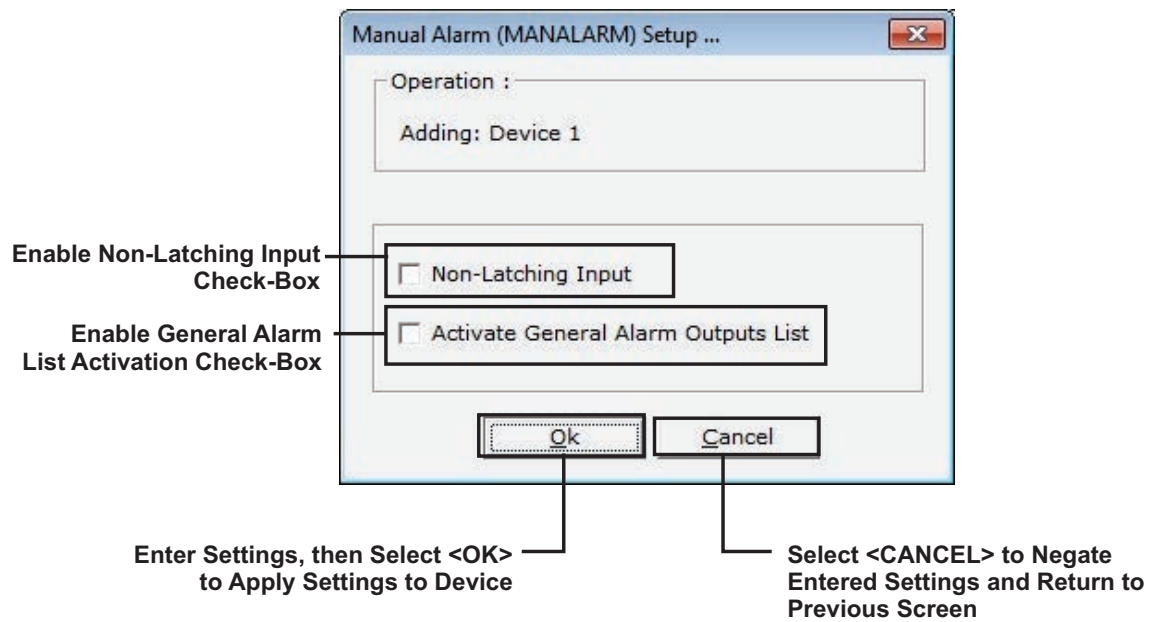 Manual Alarm (MANALARM) Setup ...
Operation :
Adding: Device 1
Enable Non-Latching Input
Check-Box
Non-Latching Input
Enable General Alarm
List Activation Check-Box
Activate General Alarm Outputs List
Ok
Cancel
Enter Settings, then Select <OK>
to Apply Settings to Device
Select <CANCEL> to Negate
Entered Settings and Return to
Previous Screen